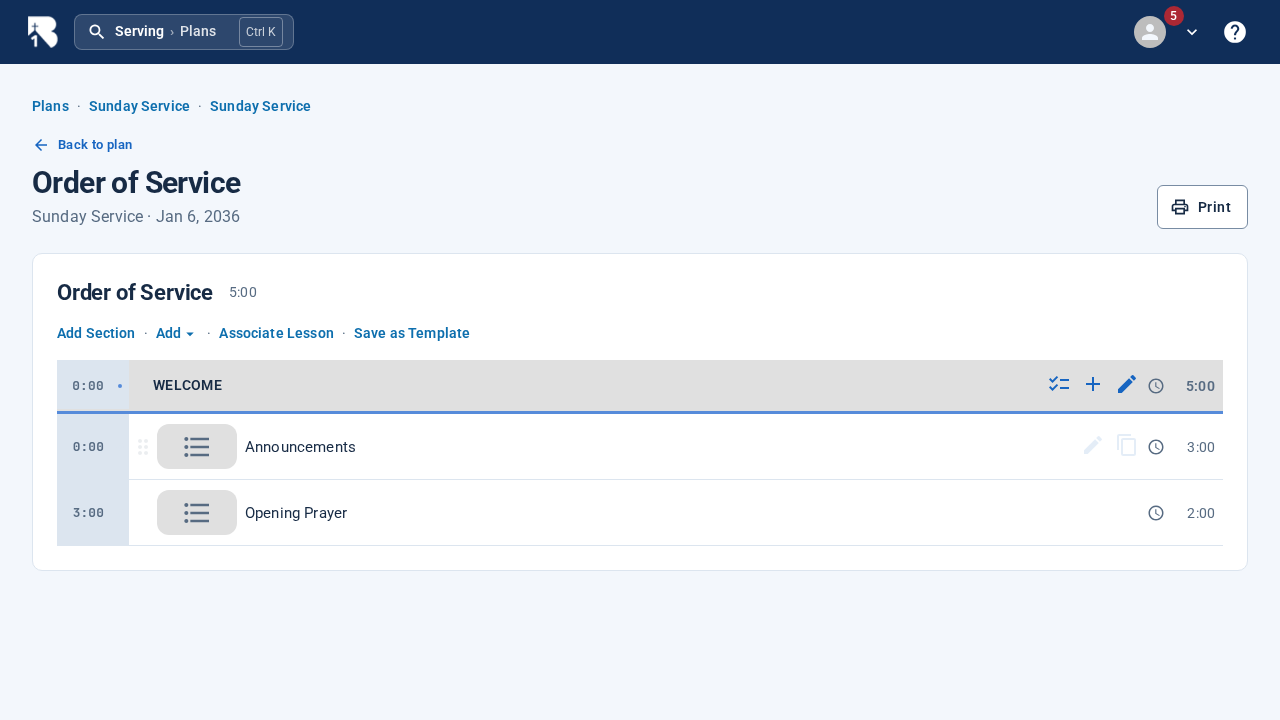 Serving › Plans Ctrl K 5
Plans · Sunday Service · Sunday Service
Back to plan
Order of Service
Sunday Service · Jan 6, 2036
Print
Order of Service 5:00
Add Section · Add · Associate Lesson · Save as Template
0:00 WELCOME 5:00
0:00 Announcements 3:00
3:00 Opening Prayer 2:00